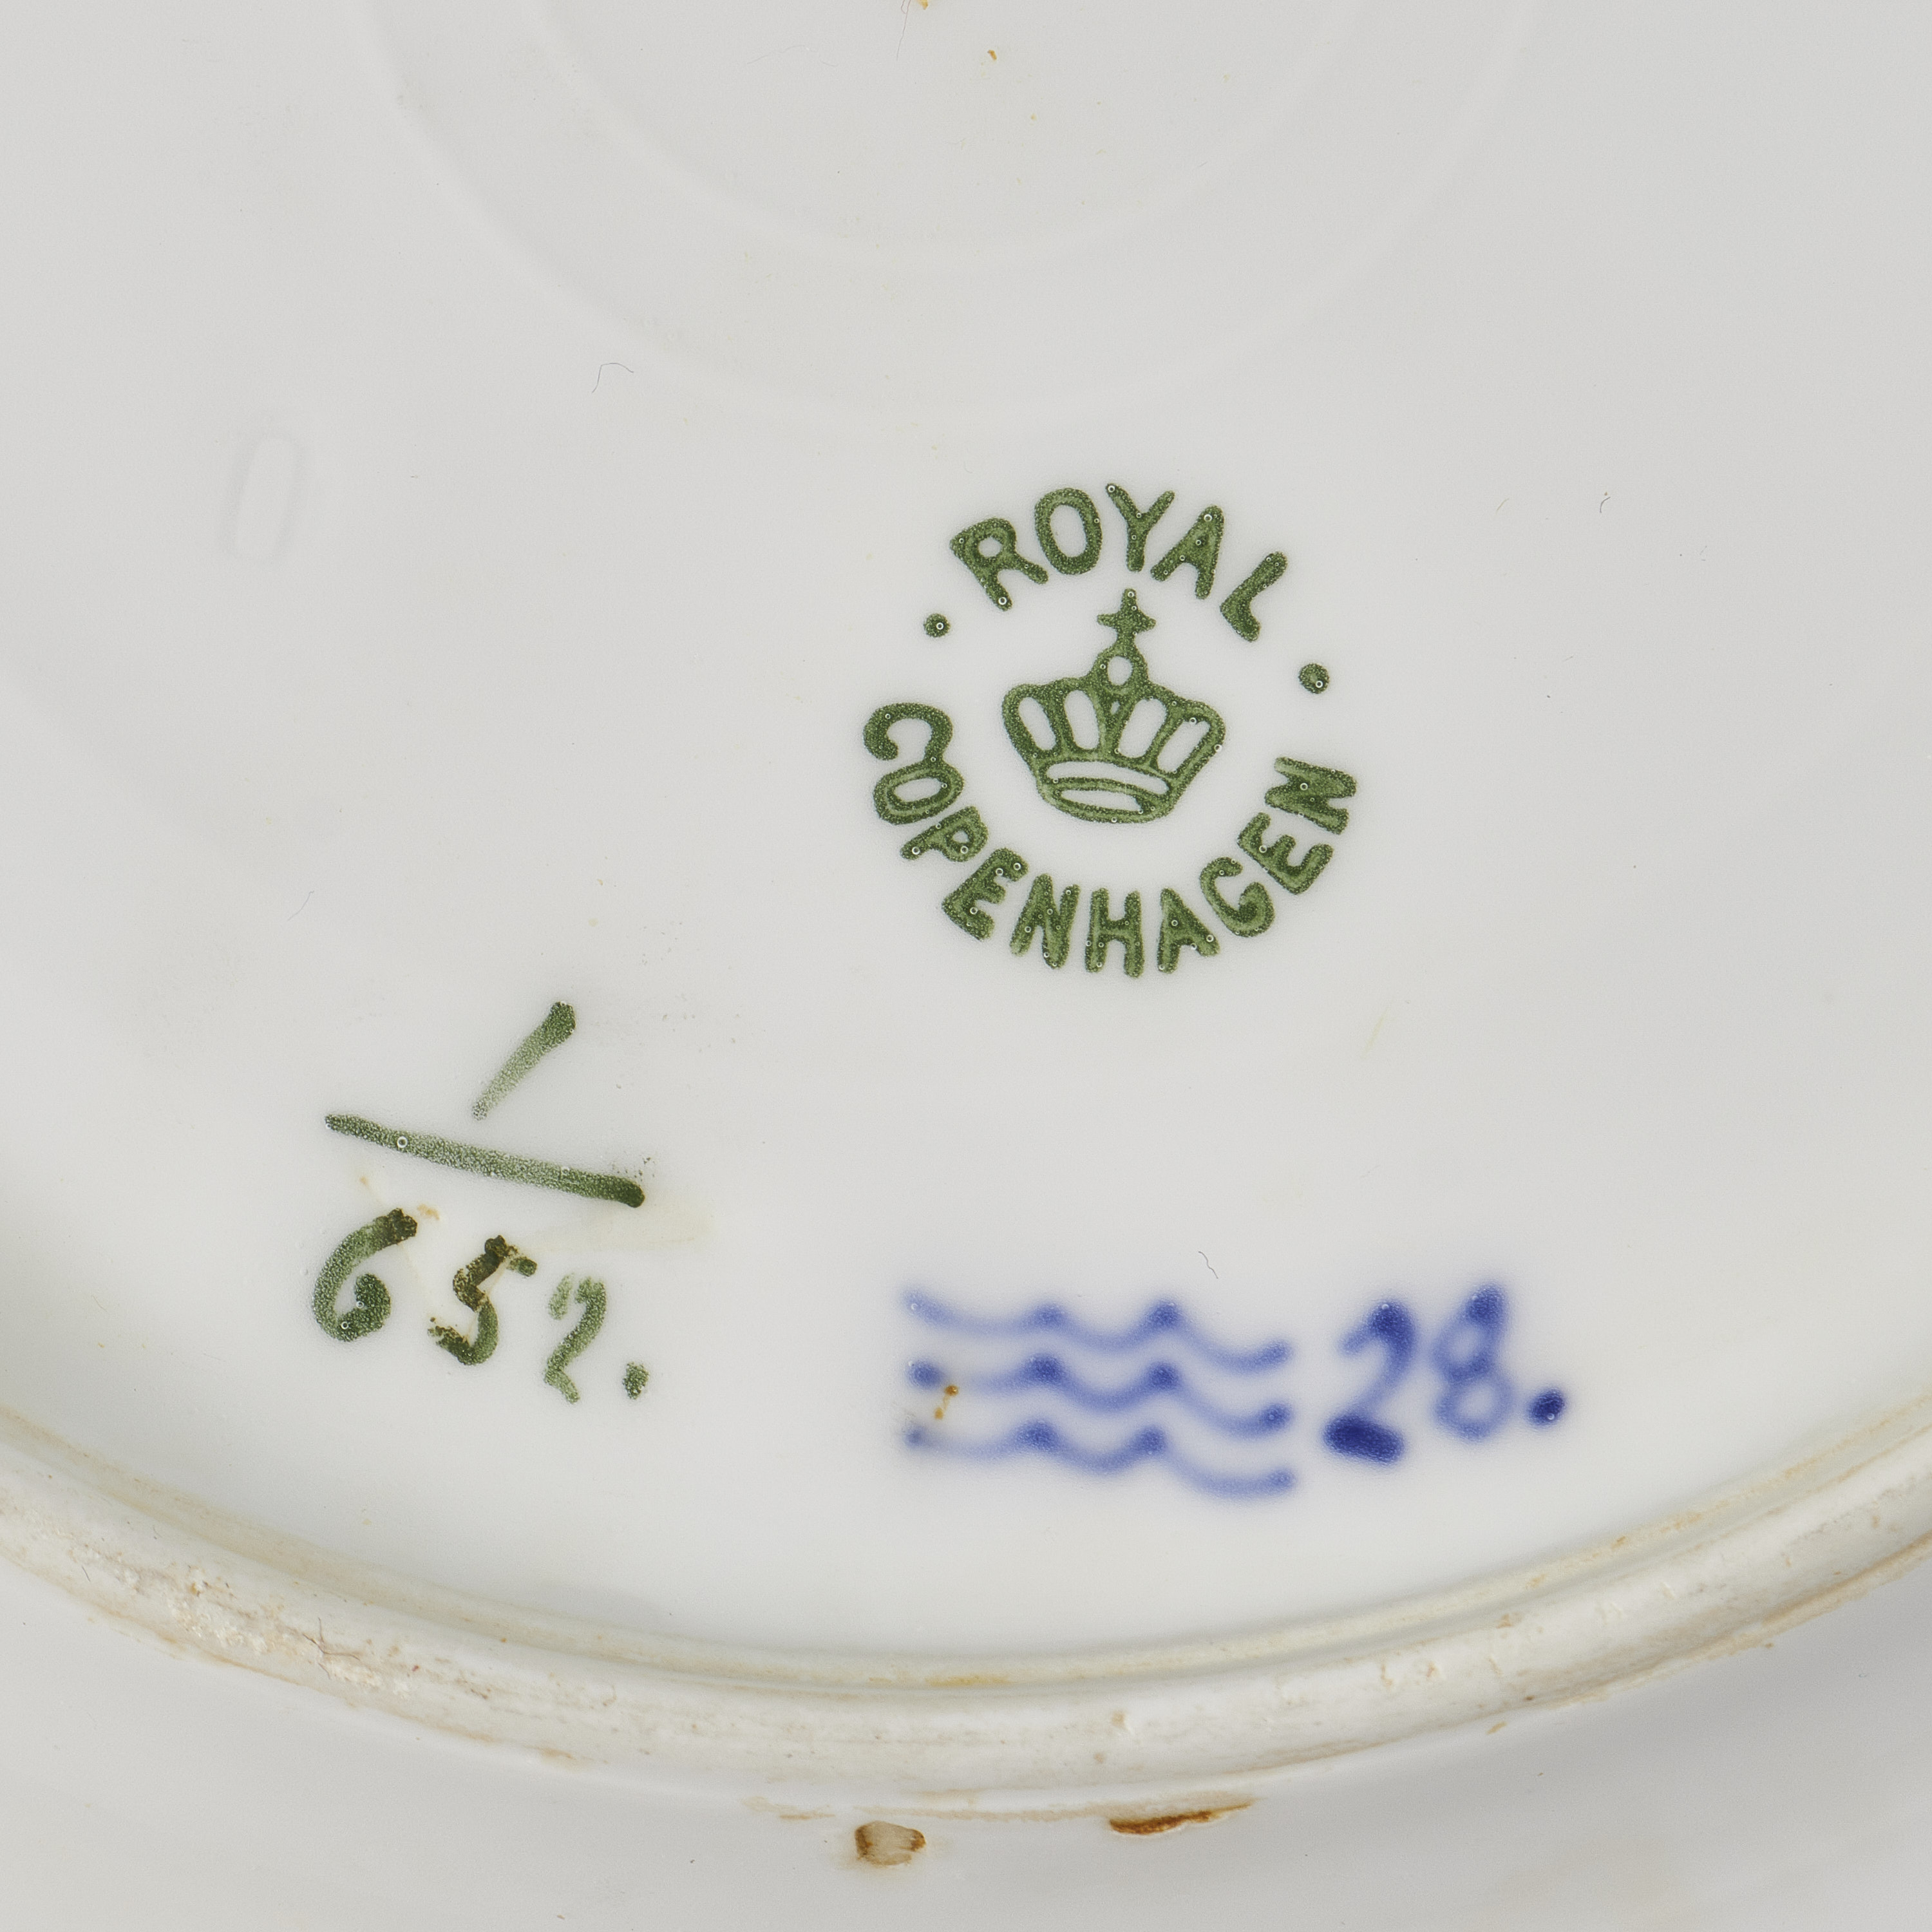 ROYAL
COPENHAGEN
1
652.
28.